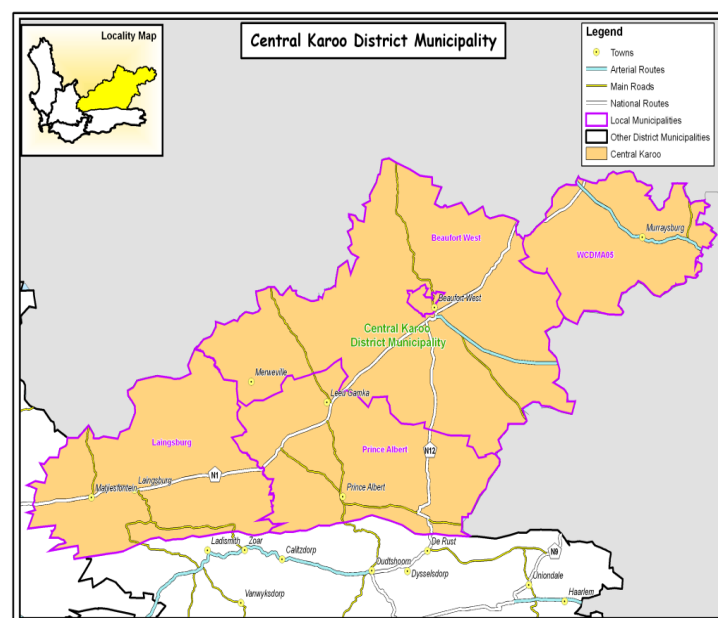 Locality Map
Central Karoo District Municipality
Legend
Towns
Arterial Routes
Main Roads
National Routes
Local Municipalities
Other District Municipalities
Central Karoo
Murraysburg
Beaufort West
WCDMA05
Beaufort West
Central Karoo
District Municipality
Merweville
Leeu Gamka
Laingsburg
Prince Albert
N12
N1
Laingsburg
Matjiesfontein
Prince Albert
Ladismith
Zoar
De Rust
N9
Calitzdorp
Oudtshoorn
Dysselsdorp
Uniondale
Vanwyksdorp
Haarlem